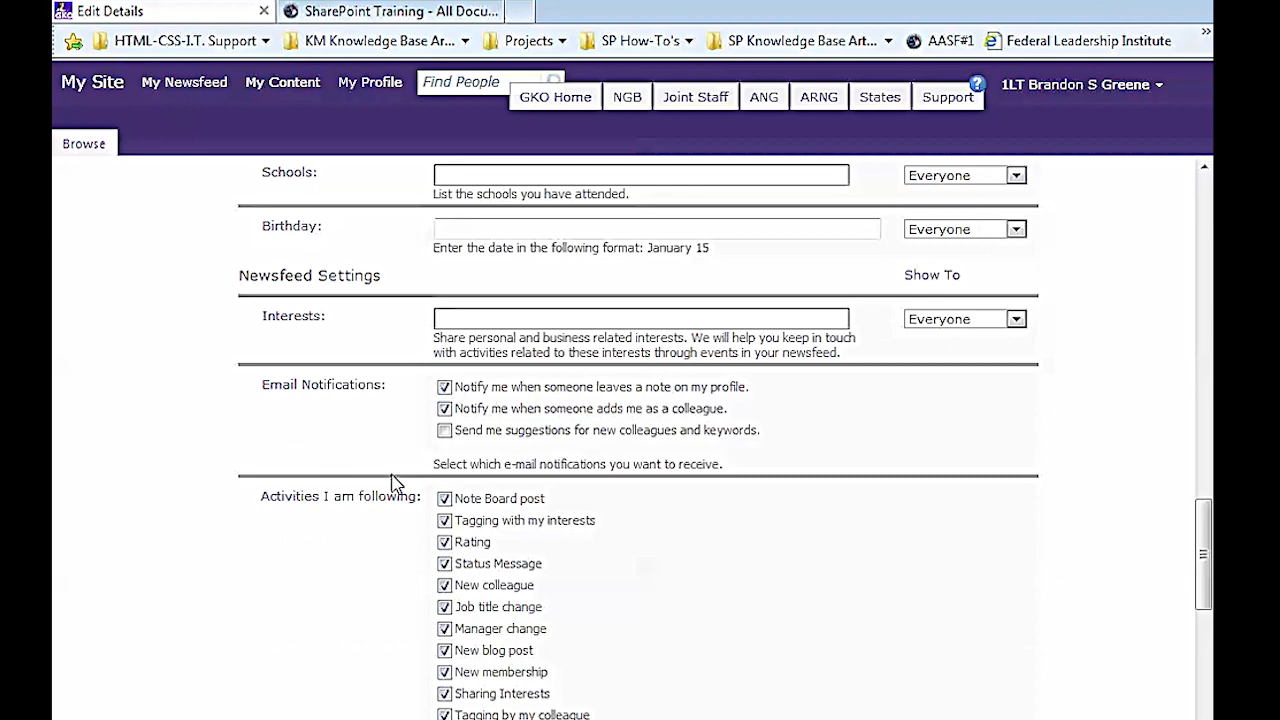 Edit Details
SharePoint Training - All Docu...
HTML-CSS-I.T. Support
KM Knowledge Base Ar...
Projects
SP How-To's
SP Knowledge Base Art...
AASF#1
Federal Leadership Institute
My Site
My Newsfeed
My Content
My Profile
Find People
GKO Home
NGB
Joint Staff
ANG
ARNG
States
Support
1LT Brandon S Greene
Browse
Schools:
Everyone
List the schools you have attended.
Birthday:
Everyone
Enter the date in the following format: January 15
Newsfeed Settings
Show To
Interests:
Everyone
Share personal and business related interests. We will help you keep in touch
with activities related to these interests through events in your newsfeed.
Email Notifications:
Notify me when someone leaves a note on my profile.
Notify me when someone adds me as a colleague.
Send me suggestions for new colleagues and keywords.
Select which e-mail notifications you want to receive.
Activities I am following:
Note Board post
Tagging with my interests
Rating
Status Message
New colleague
Job title change
Manager change
New blog post
New membership
Sharing Interests
Tagging by my colleague